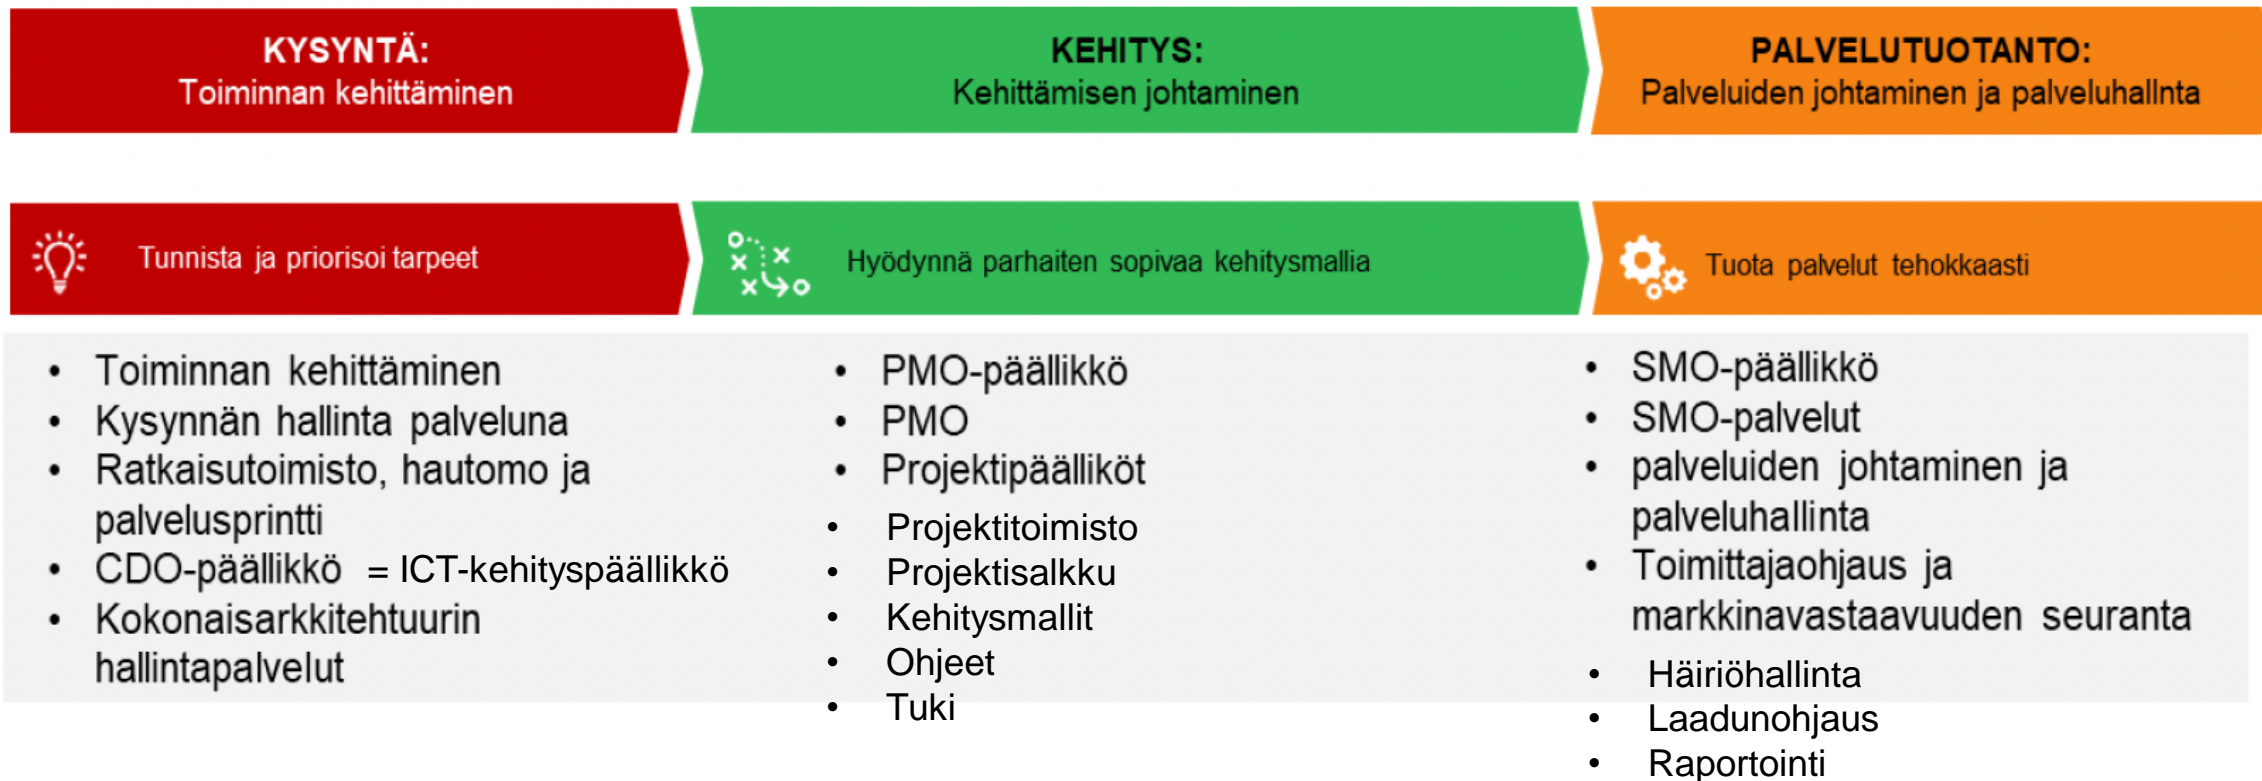 KYSYNTÄ:
Toiminnan kehittäminen
KEHITYS:
Kehittämisen johtaminen
PALVELUTUOTANTO:
Palveluiden johtaminen ja palveluhallnta
Tunnista ja priorisoi tarpeet
Hyödynnä parhaiten sopivaa kehitysmallia
Tuota palvelut tehokkaasti
• Toiminnan kehittäminen
• Kysynnän hallinta palveluna
• Ratkaisutoimisto, hautomo ja
palvelusprintti
• CDO-päällikkö = ICT-kehityspäällikkö
• Kokonaisarkkitehtuurin
hallintapalvelut
• PMO-päällikkö
• PMO
• Projektipäälliköt
• Projektitoimisto
• Projektisalkku
• Kehitysmallit
• Ohjeet
• Tuki
• SMO-päällikkö
• SMO-palvelut
• palveluiden johtaminen ja
palveluhallinta
• Toimittajaohjaus ja
markkinavastaavuuden seuranta
• Häiriöhallinta
• Laadunohjaus
• Raportointi